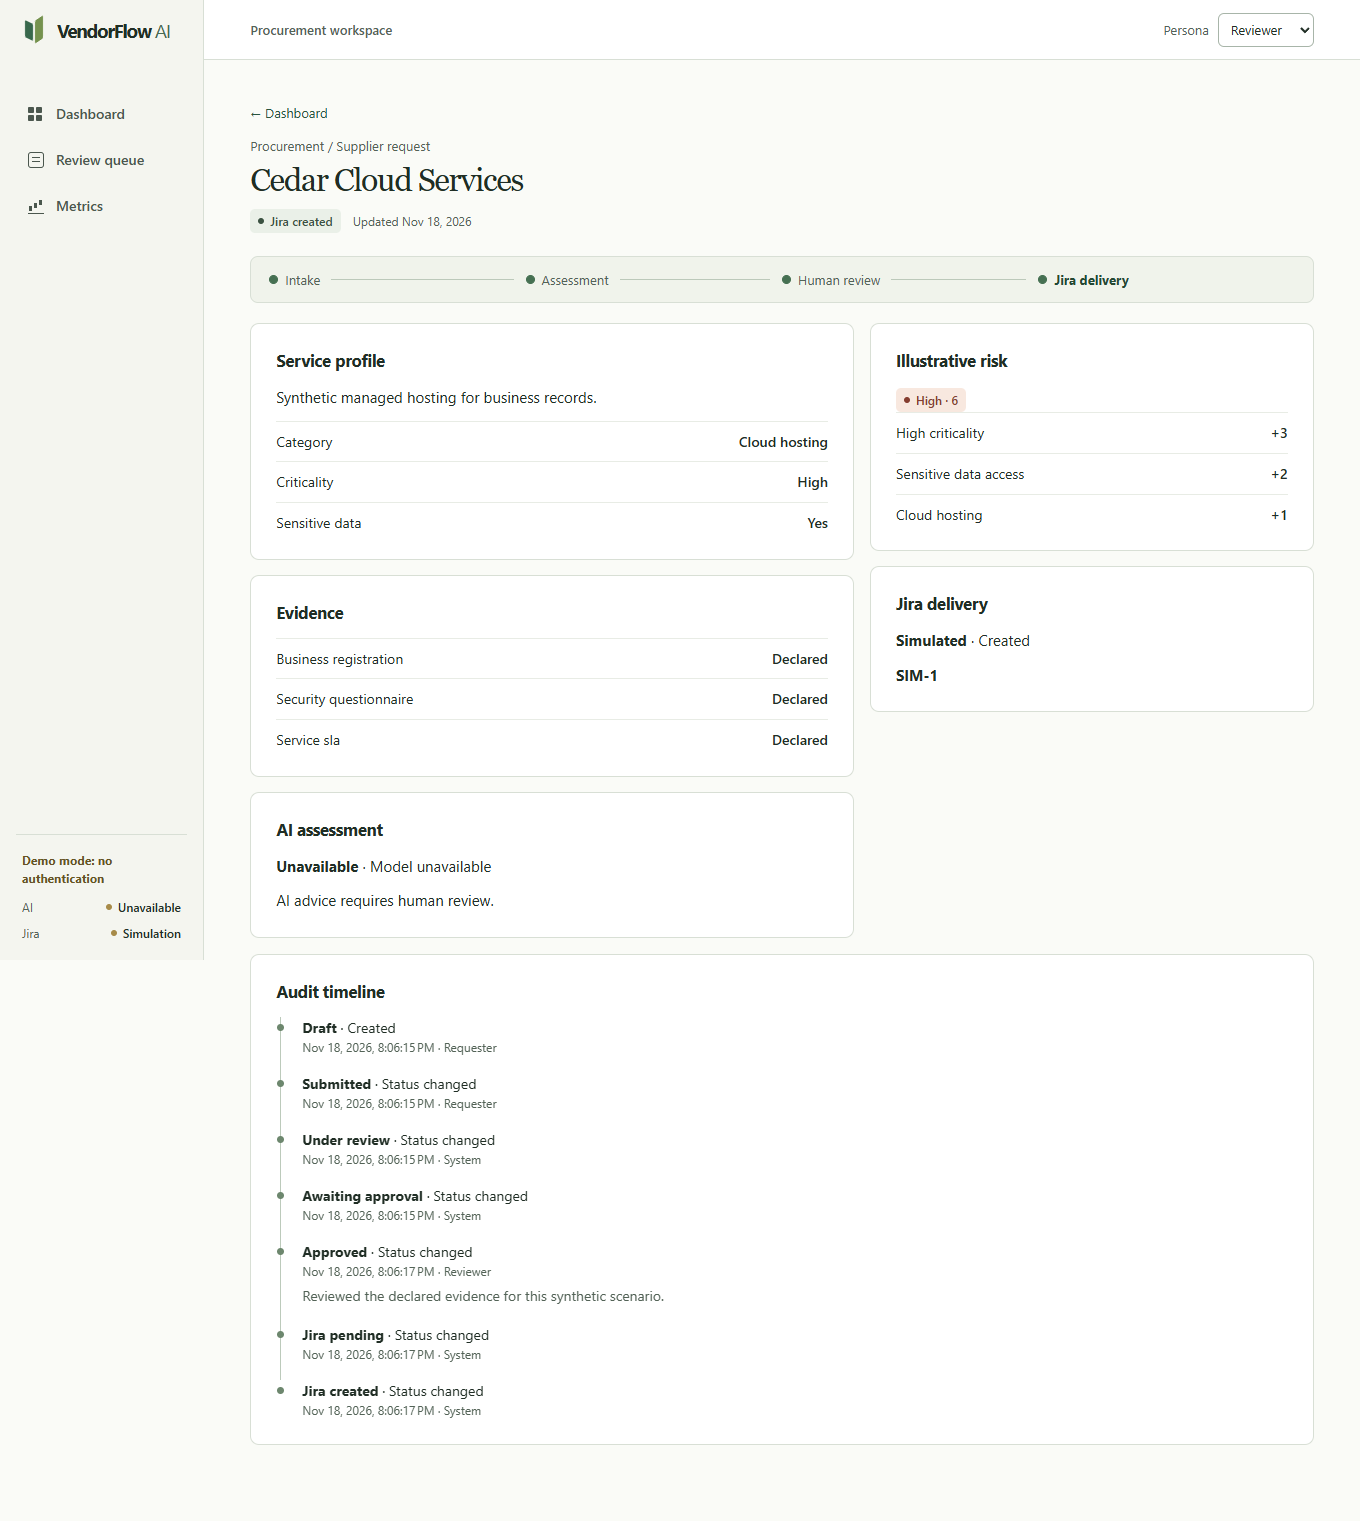 VendorFlow AI
Procurement workspace
Persona
Reviewer
Dashboard
Review queue
Metrics
← Dashboard
Procurement / Supplier request
Cedar Cloud Services
Jira created
Updated Nov 18, 2026
Intake
Assessment
Human review
Jira delivery
Service profile
Synthetic managed hosting for business records.
Category Cloud hosting
Criticality High
Sensitive data Yes
Illustrative risk
High · 6
High criticality +3
Sensitive data access +2
Cloud hosting +1
Evidence
Business registration Declared
Security questionnaire Declared
Service sla Declared
Jira delivery
Simulated · Created
SIM-1
AI assessment
Unavailable · Model unavailable
AI advice requires human review.
Demo mode: no
authentication
AI Unavailable
Jira Simulation
Audit timeline
Draft · Created
Nov 18, 2026, 8:06:15 PM · Requester
Submitted · Status changed
Nov 18, 2026, 8:06:15 PM · Requester
Under review · Status changed
Nov 18, 2026, 8:06:15 PM · System
Awaiting approval · Status changed
Nov 18, 2026, 8:06:15 PM · System
Approved · Status changed
Nov 18, 2026, 8:06:17 PM · Reviewer
Reviewed the declared evidence for this synthetic scenario.
Jira pending · Status changed
Nov 18, 2026, 8:06:17 PM · System
Jira created · Status changed
Nov 18, 2026, 8:06:17 PM · System